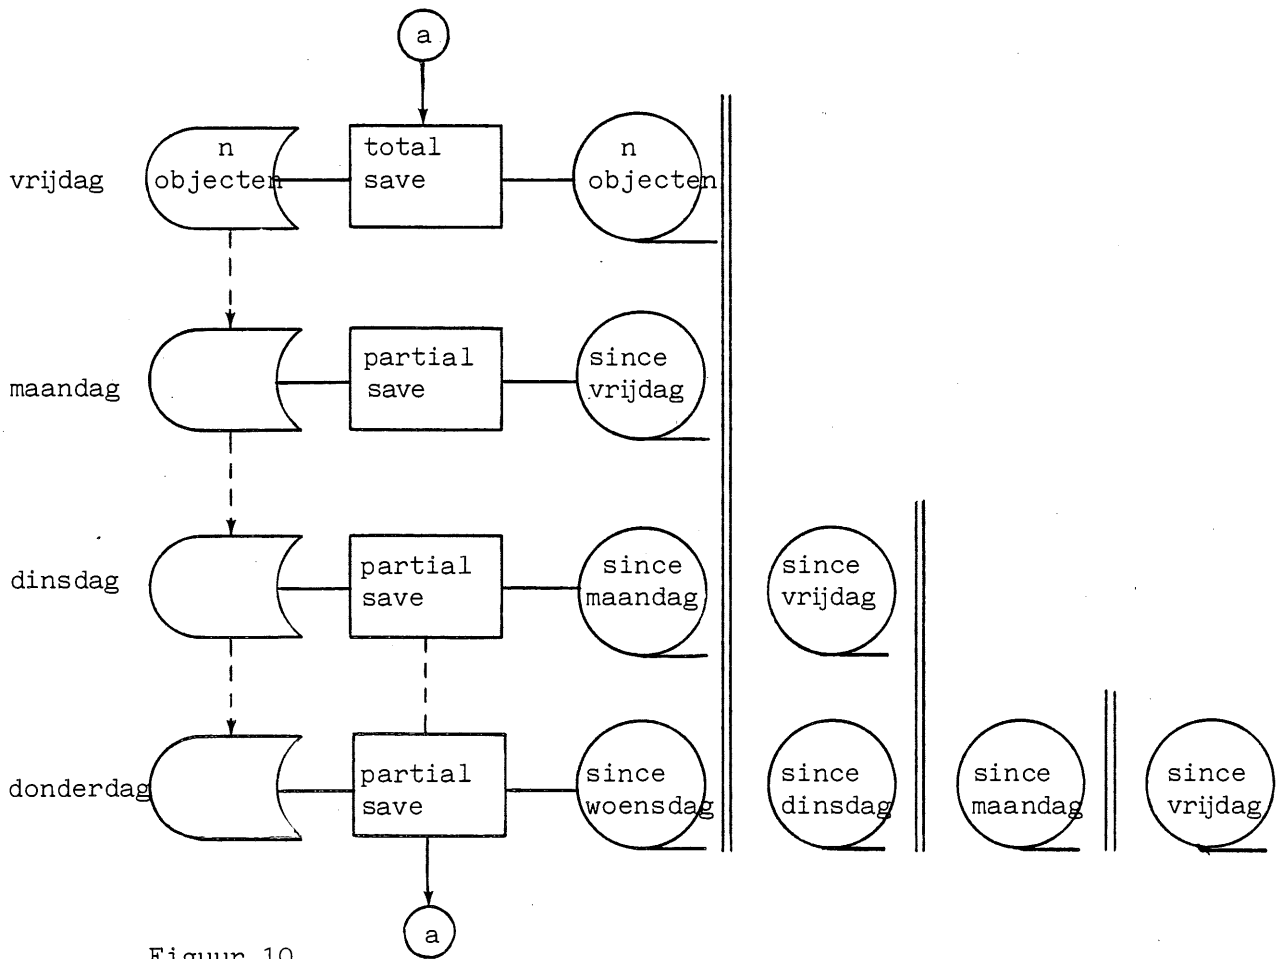 a
vrijdag
n
objecten
total
save
n
objecten
maandag
partial
save
since
vrijdag
dinsdag
partial
save
since
maandag
since
vrijdag
donderdag
partial
save
since
woensdag
since
dinsdag
since
maandag
since
vrijdag
a
Figuur 10